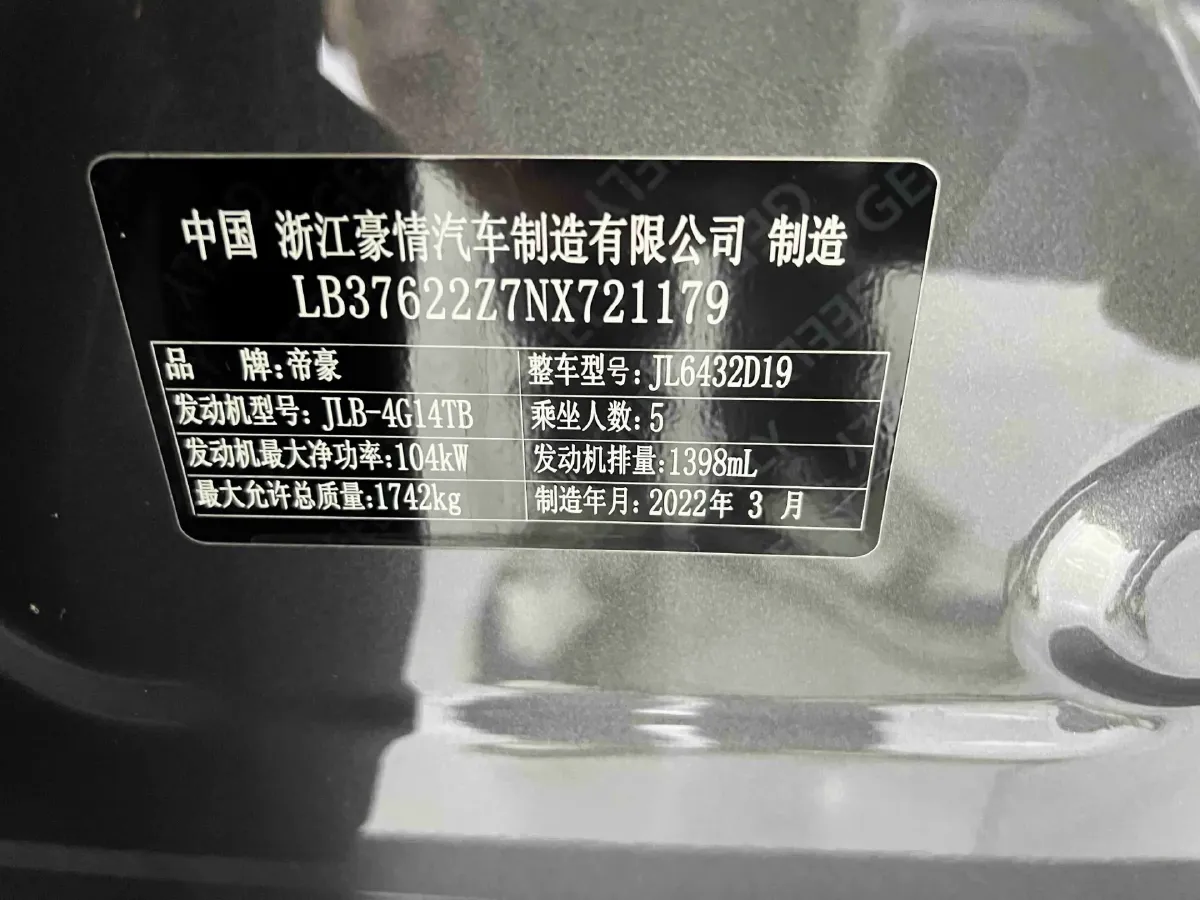 中国 浙江豪情汽车制造有限公司 制造
LB37622Z7NX721179
品 牌:帝豪 整车型号:JL6432D19
发动机型号:JLB-4G14TB 乘坐人数:5
发动机最大净功率:104kW 发动机排量:1398mL
最大允许总质量:1742kg 制造年月:2022年 3 月
GEELY